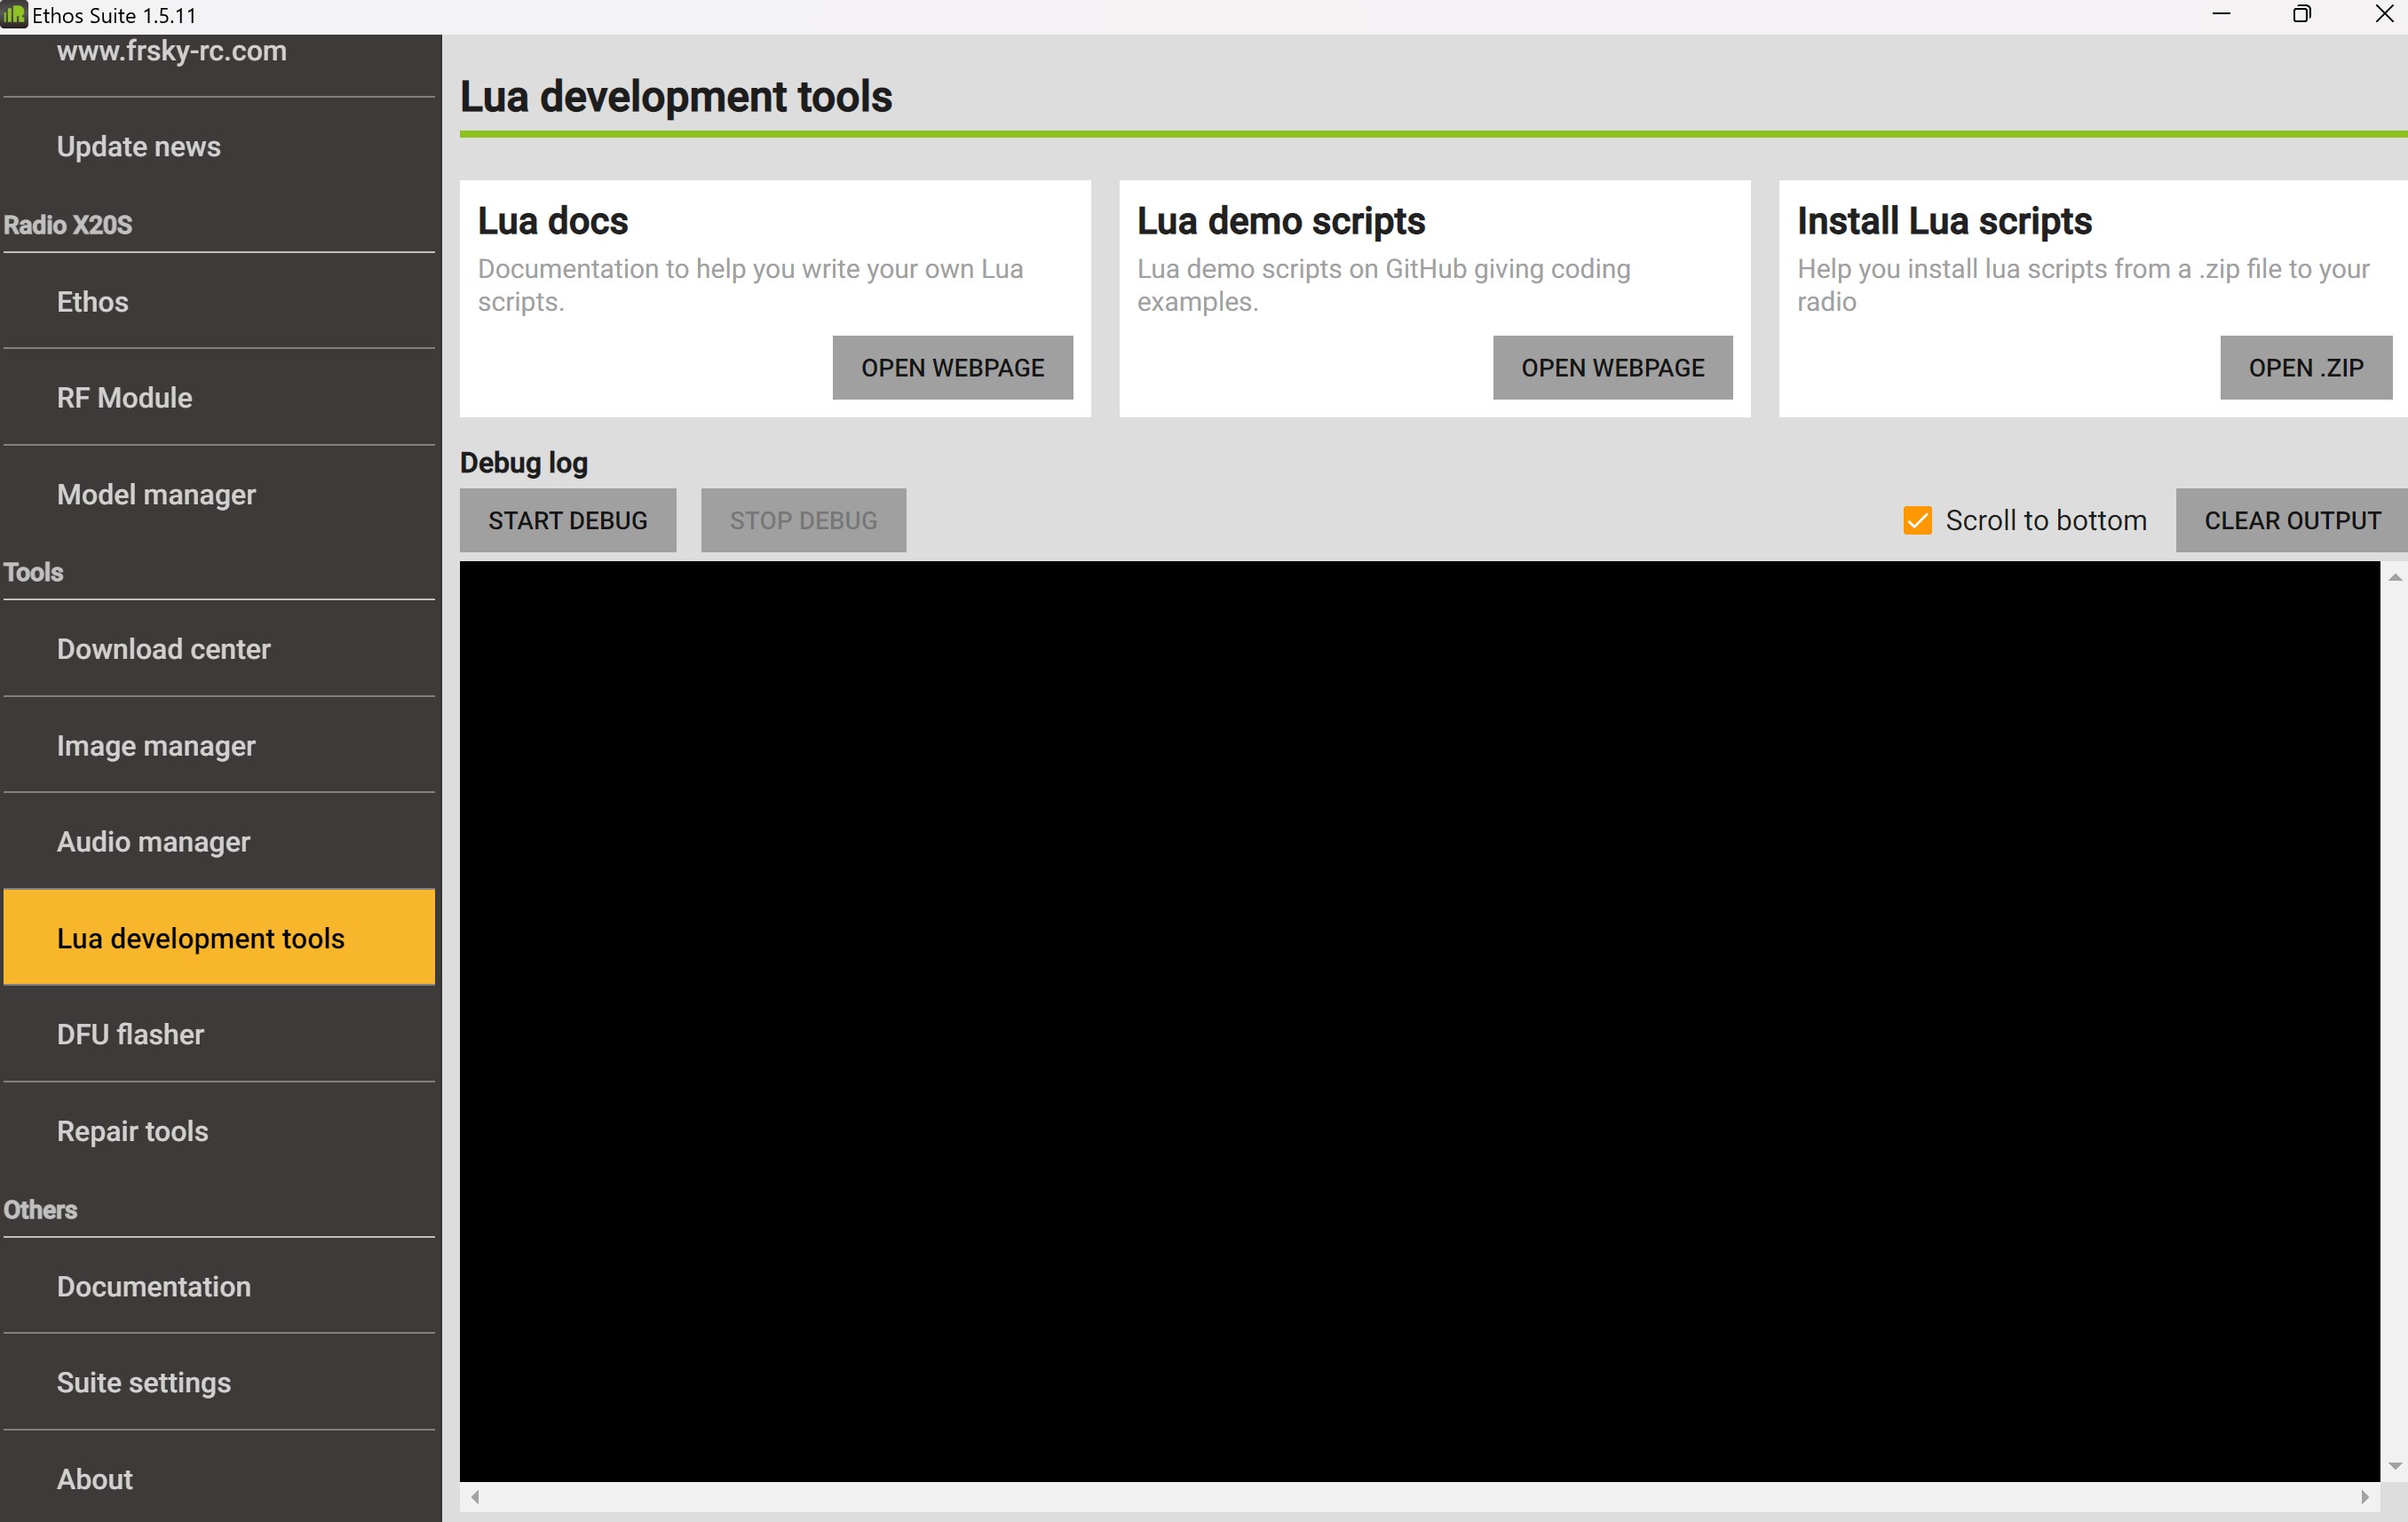 Ethos Suite 1.5.11
www.frsky-rc.com
Update news
Radio X20S
Ethos
RF Module
Model manager
Tools
Download center
Image manager
Audio manager
Lua development tools
DFU flasher
Repair tools
Others
Documentation
Suite settings
About
Lua development tools
Lua docs
Documentation to help you write your own Lua
scripts.
OPEN WEBPAGE
Lua demo scripts
Lua demo scripts on GitHub giving coding
examples.
OPEN WEBPAGE
Install Lua scripts
Help you install lua scripts from a .zip file to your
radio
OPEN .ZIP
Debug log
START DEBUG
STOP DEBUG
Scroll to bottom
CLEAR OUTPUT